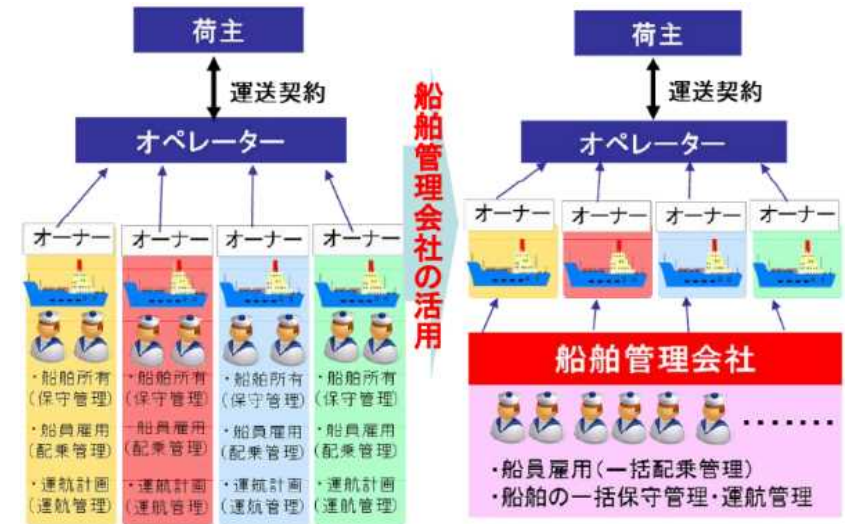 荷主
運送契約
オペレーター
オーナー
オーナー
オーナー
オーナー
・船舶所有
(保守管理)
・船員雇用
(配乗管理)
・運航計画
(運航管理)
・船舶所有
(保守管理)
・船員雇用
(配乗管理)
・運航計画
(運航管理)
・船舶所有
(保守管理)
・船員雇用
(配乗管理)
・運航計画
(運航管理)
・船舶所有
(保守管理)
・船員雇用
(配乗管理)
・運航計画
(運航管理)
船舶管理会社の活用
荷主
運送契約
オペレーター
オーナー
オーナー
オーナー
オーナー
船舶管理会社
・・・・・・・
・船員雇用(一括配乗管理)
・船舶の一括保守管理・運航管理